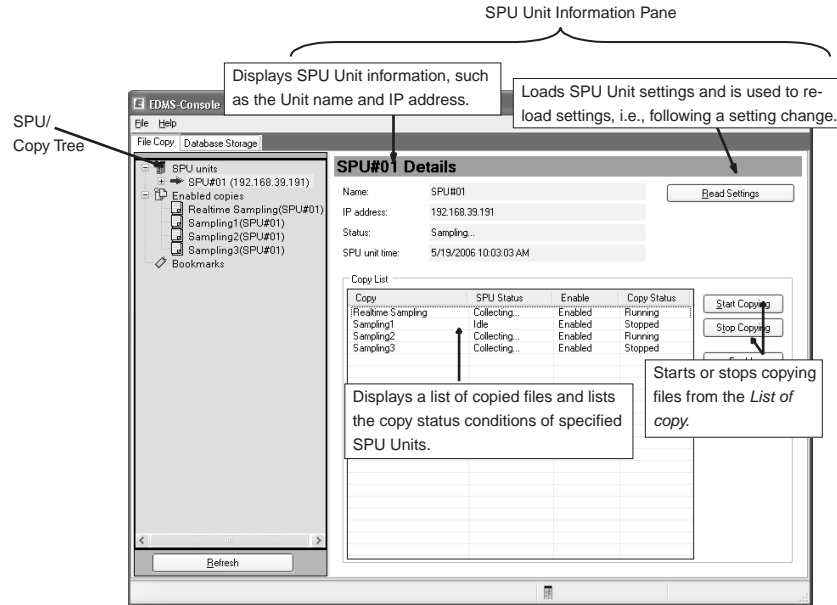 SPU Unit Information Pane
Displays SPU Unit information, such
as the Unit name and IP address.
Loads SPU Unit settings and is used to re-
load settings, i.e., following a setting change.
SPU/
Copy Tree
EDMS-Console
File Help
File Copy Database Storage
SPU units
SPU#01 (192.168.39.191)
Enabled copies
Realtime Sampling(SPU#01)
Sampling1(SPU#01)
Sampling2(SPU#01)
Sampling3(SPU#01)
Bookmarks
Refresh
SPU#01 Details
Name: SPU#01
Read Settings
IP address: 192.168.39.191
Status: Sampling...
SPU unit time: 5/19/2006 10:03:03 AM
Copy List
Copy SPU Status Enable Copy Status
Realtime Sampling Collecting... Enabled Running
Sampling1 Idle Enabled Stopped
Sampling2 Collecting... Enabled Running
Sampling3 Collecting... Enabled Stopped
Start Copying
Stop Copying
Displays a list of copied files and lists
the copy status conditions of specified
SPU Units.
Starts or stops copying
files from the List of
copy.